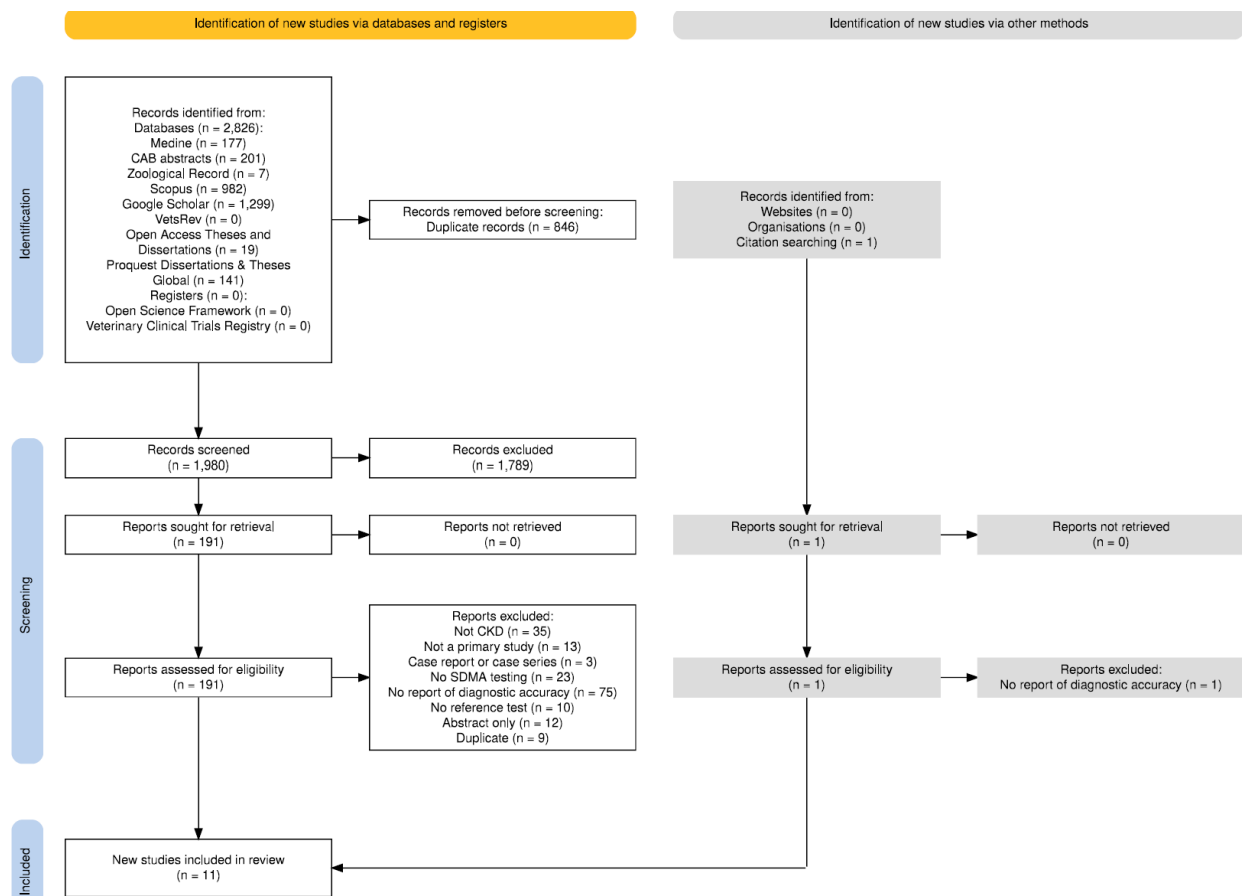 Identification of new studies via databases and registers
Identification of new studies via other methods
Identification
Records identified from:
Databases (n = 2,826):
Medine (n = 177)
CAB abstracts (n = 201)
Zoological Record (n = 7)
Scopus (n = 982)
Google Scholar (n = 1,299)
VetsRev (n = 0)
Open Access Theses and
Dissertations (n = 19)
Proquest Dissertations & Theses
Global (n = 141)
Registers (n = 0):
Open Science Framework (n = 0)
Veterinary Clinical Trials Registry (n = 0)
Records removed before screening:
Duplicate records (n = 846)
Records identified from:
Websites (n = 0)
Organisations (n = 0)
Citation searching (n = 1)
Screening
Records screened
(n = 1,980)
Records excluded
(n = 1,789)
Reports sought for retrieval
(n = 191)
Reports not retrieved
(n = 0)
Reports sought for retrieval
(n = 1)
Reports not retrieved
(n = 0)
Reports assessed for eligibility
(n = 191)
Reports excluded:
Not CKD (n = 35)
Not a primary study (n = 13)
Case report or case series (n = 3)
No SDMA testing (n = 23)
No report of diagnostic accuracy (n = 75)
No reference test (n = 10)
Abstract only (n = 12)
Duplicate (n = 9)
Reports assessed for eligibility
(n = 1)
Reports excluded:
No report of diagnostic accuracy (n = 1)
Included
New studies included in review
(n = 11)